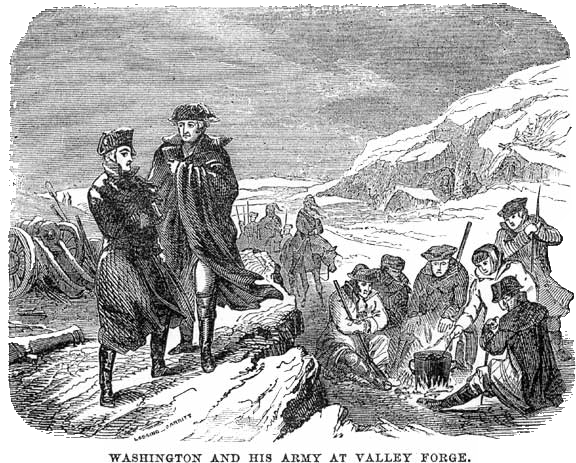 LOSSING-BARRITT
WASHINGTON AND HIS ARMY AT VALLEY FORGE.